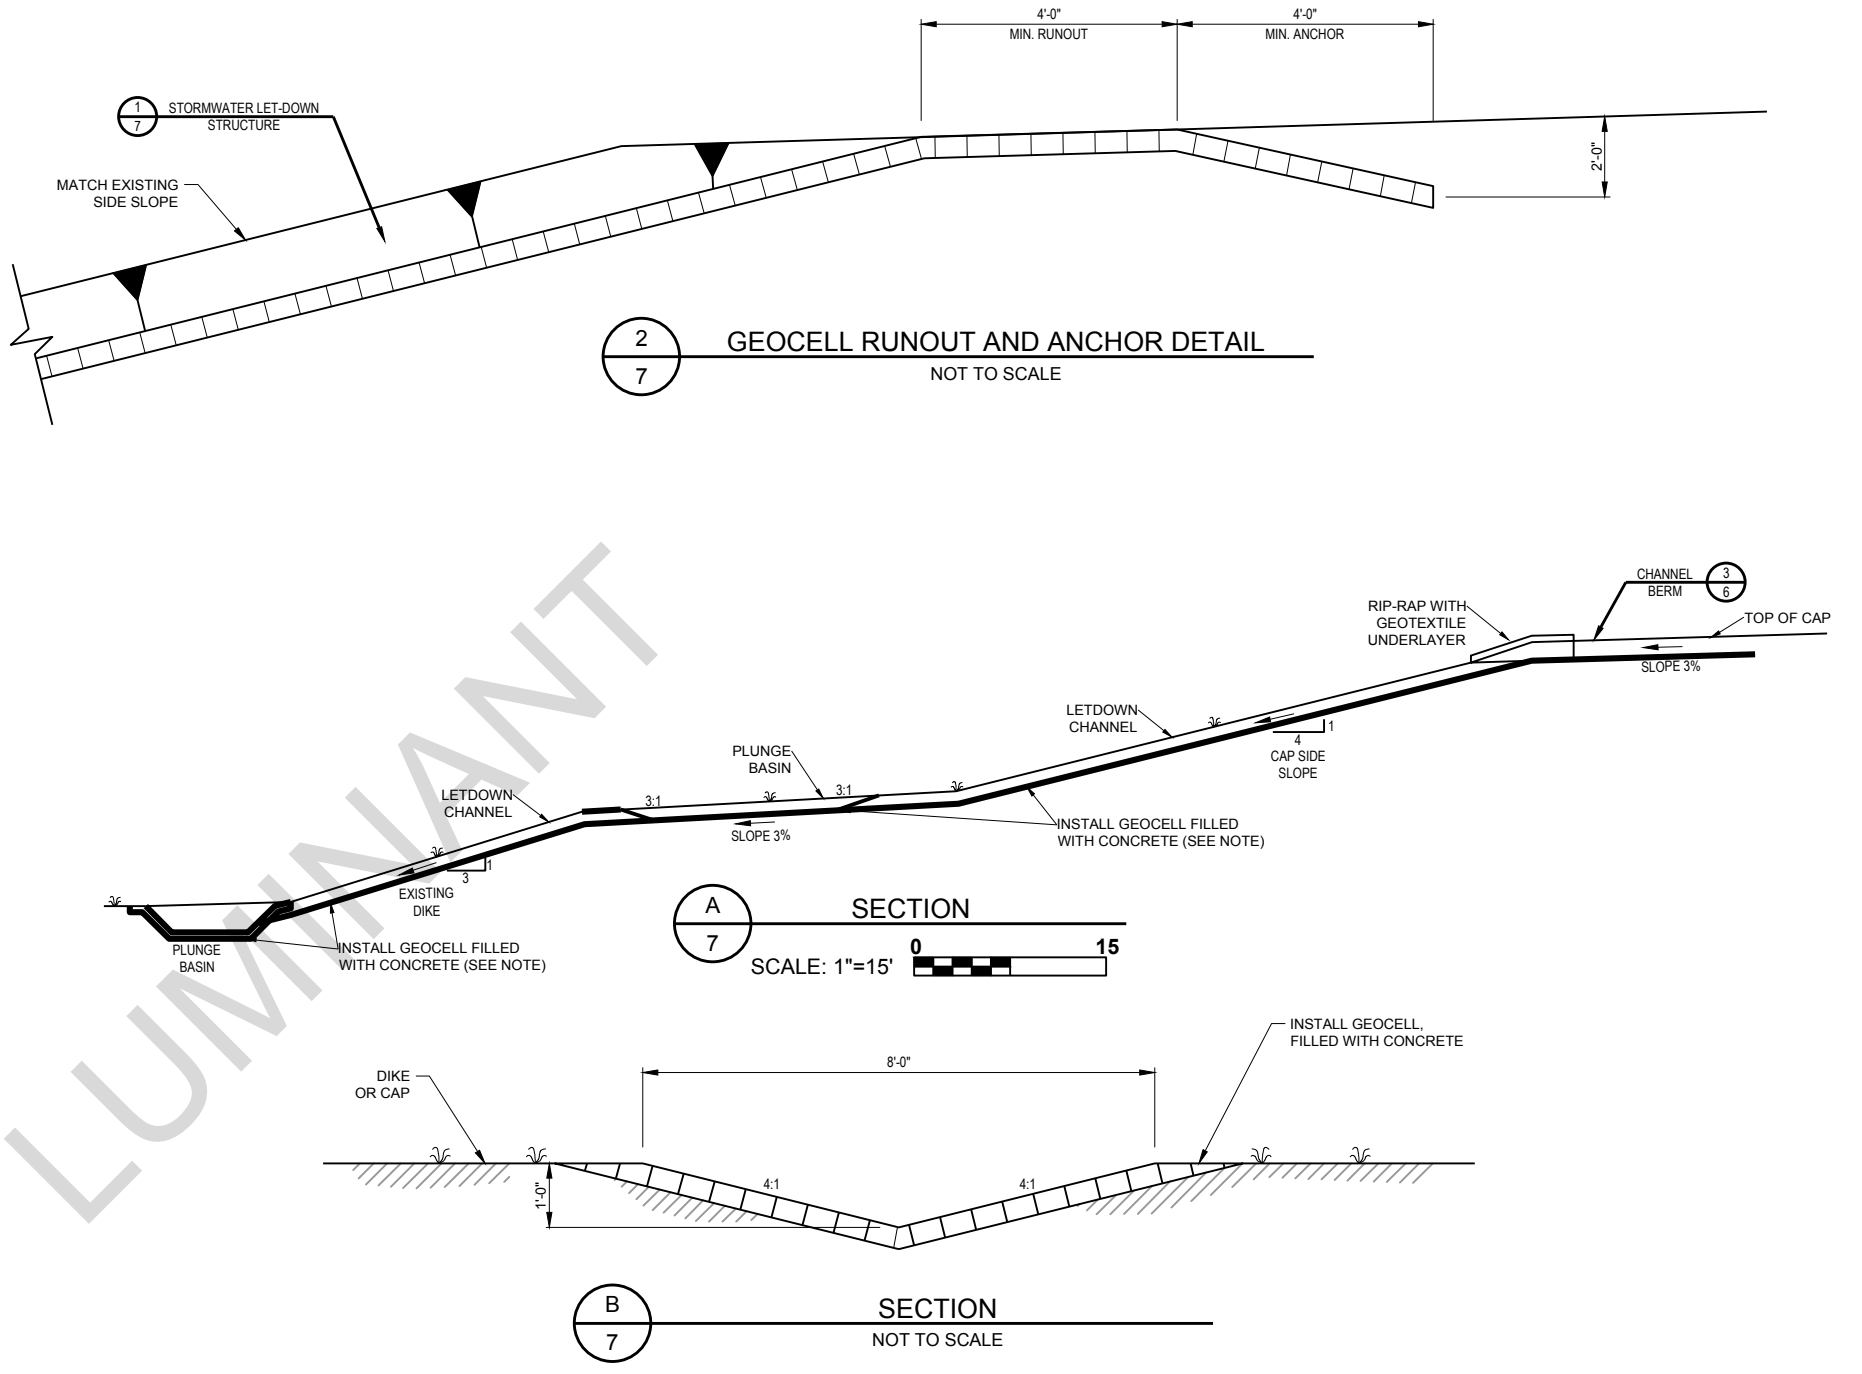 4'-0"
MIN. RUNOUT
4'-0"
MIN. ANCHOR
1
7
STORMWATER LET-DOWN
STRUCTURE
MATCH EXISTING
SIDE SLOPE
2'-0"
2
7
GEOCELL RUNOUT AND ANCHOR DETAIL
NOT TO SCALE
LUMINANT
CHANNEL
BERM
3
6
RIP-RAP WITH
GEOTEXTILE
UNDERLAYER
TOP OF CAP
SLOPE 3%
LETDOWN
CHANNEL
1
4
CAP SIDE
SLOPE
PLUNGE
BASIN
3:1
3:1
LETDOWN
CHANNEL
SLOPE 3%
INSTALL GEOCELL FILLED
WITH CONCRETE (SEE NOTE)
1
3
EXISTING
DIKE
PLUNGE
BASIN
INSTALL GEOCELL FILLED
WITH CONCRETE (SEE NOTE)
A
7
SECTION
SCALE: 1"=15'
0
15
INSTALL GEOCELL,
FILLED WITH CONCRETE
8'-0"
DIKE
OR CAP
1'-0"
4:1
4:1
B
7
SECTION
NOT TO SCALE